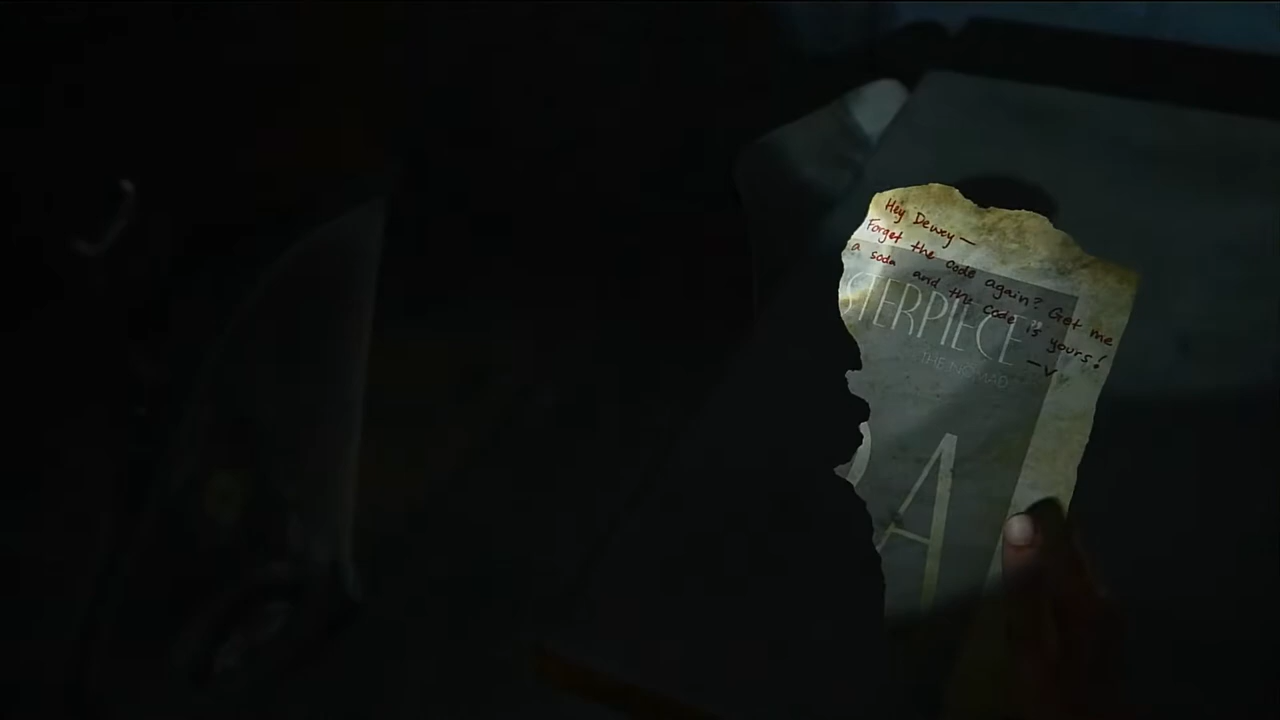 Hey Dewey—
Forget the code again? Get me
a soda and the code is yours!
—V
STERPIECE"
THE NOMAD
A